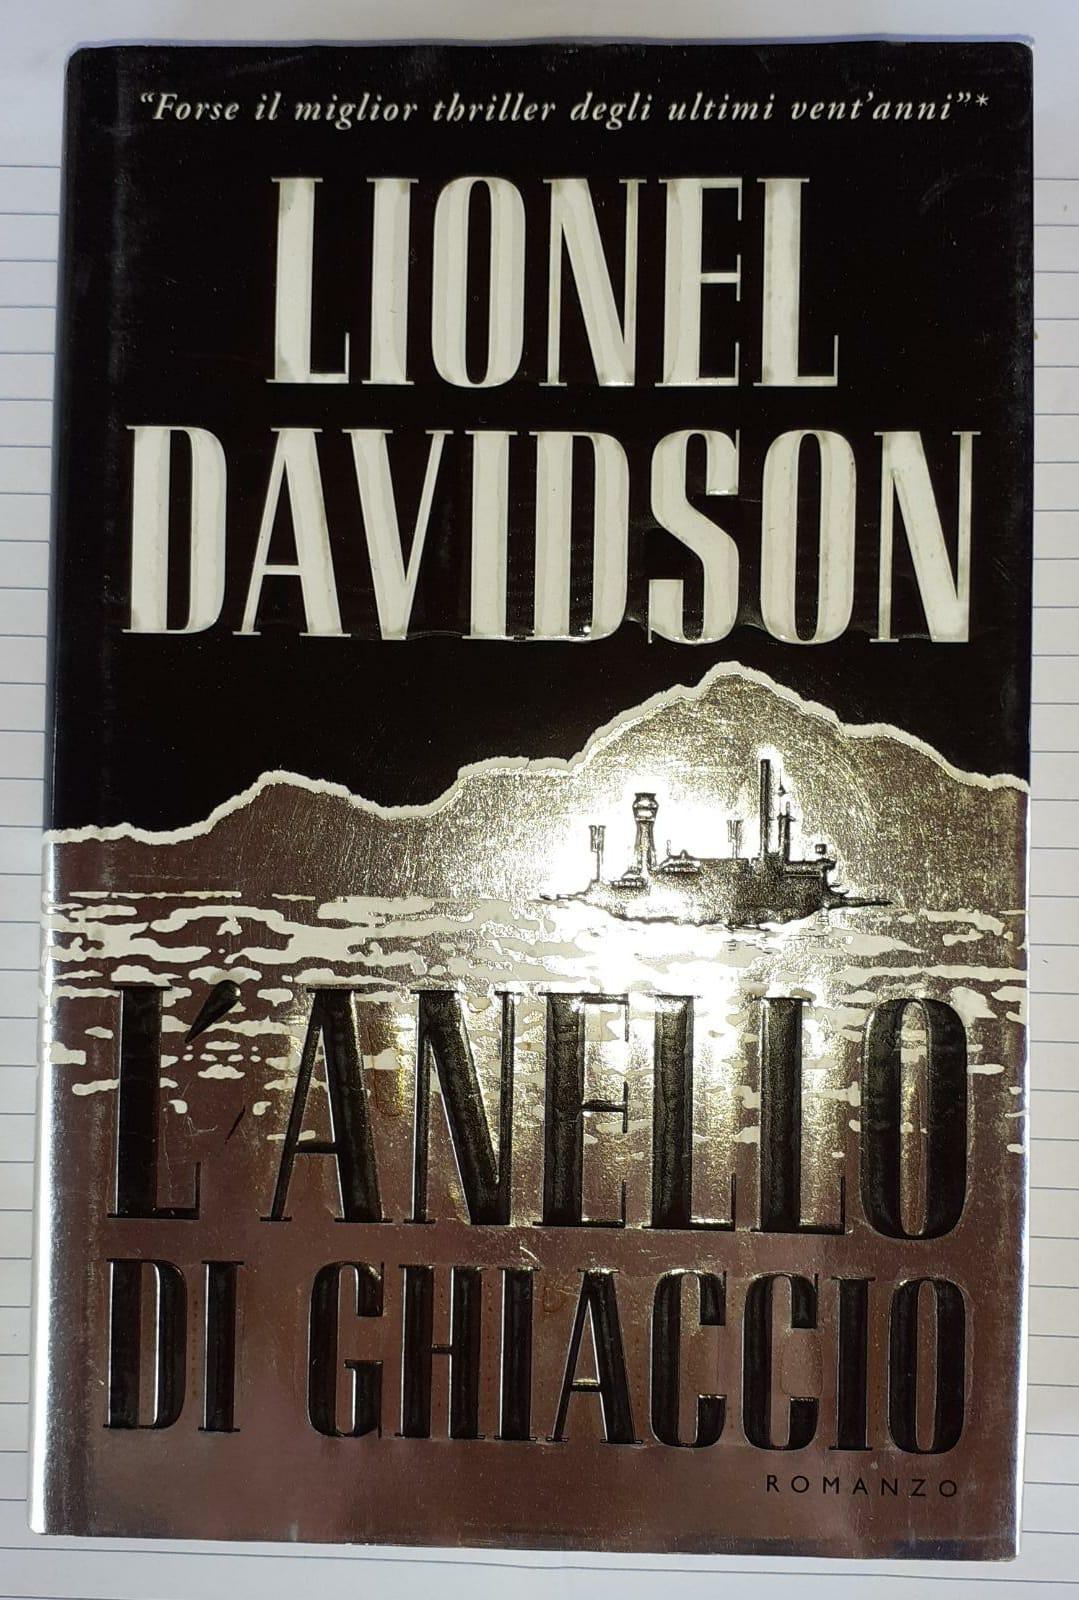 "Forse il miglior thriller degli ultimi vent'anni"*
LIONEL
DAVIDSON
L'ANELLO
DI GHIACCIO
ROMANZO